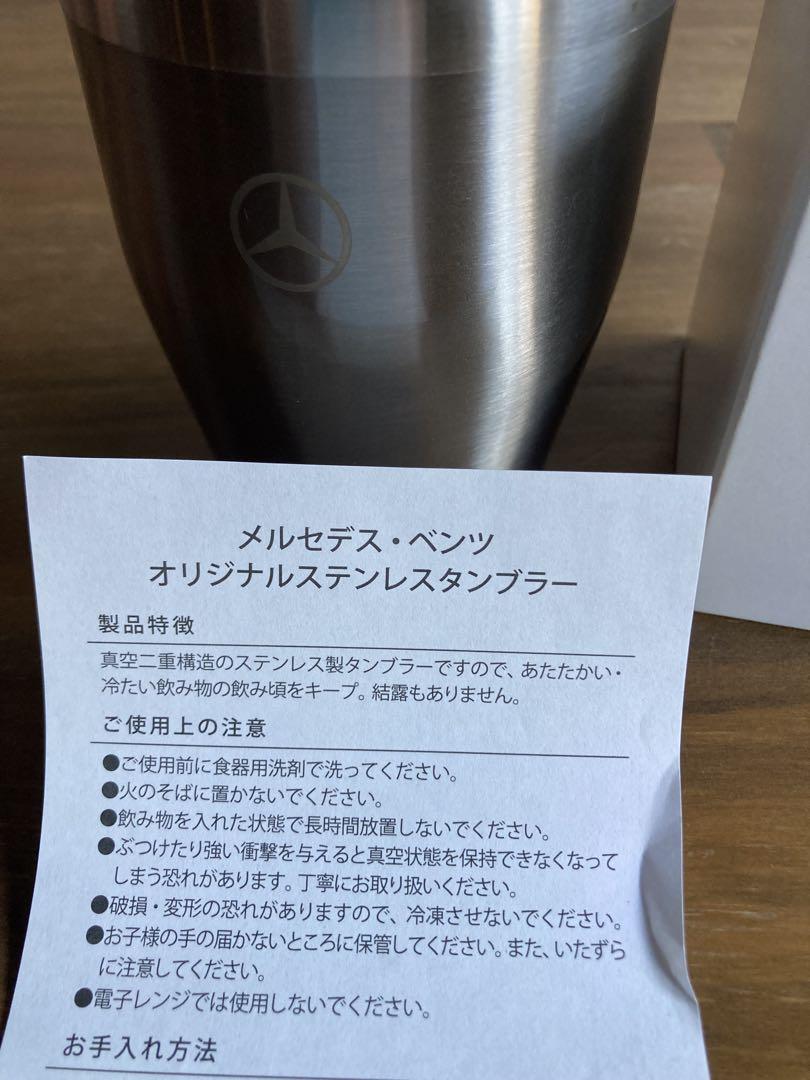 メルセデス・ベンツ
オリジナルステンレスタンブラー
製品特徴
真空二重構造のステンレス製タンブラーですので、あたたかい・
冷たい飲み物の飲み頃をキープ。結露もありません。
ご使用上の注意
●ご使用前に食器用洗剤で洗ってください。
●火のそばに置かないでください。
●飲み物を入れた状態で長時間放置しないでください。
●ぶつけたり強い衝撃を与えると真空状態を保持できなくなって
しまう恐れがあります。丁寧にお取り扱いください。
●破損・変形の恐れがありますので、冷凍させないでください。
●お子様の手の届かないところに保管してください。また、いたずら
に注意してください。
●電子レンジでは使用しないでください。
お手入れ方法